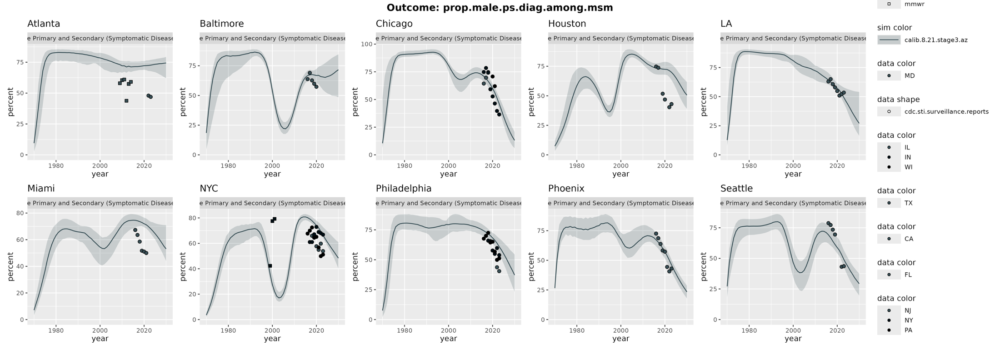 Outcome: prop.male.ps.diag.among.msm
Atlanta
e Primary and Secondary (Symptomatic Disease
percent
75
50
25
0
1980
2000
2020
year
Baltimore
e Primary and Secondary (Symptomatic Disease
percent
75
50
25
0
1980
2000
2020
year
Chicago
e Primary and Secondary (Symptomatic Disease
percent
100
75
50
25
0
1980
2000
2020
year
Houston
e Primary and Secondary (Symptomatic Disease
percent
75
50
25
0
1980
2000
2020
year
LA
e Primary and Secondary (Symptomatic Disease
percent
75
50
25
0
1980
2000
2020
year
Miami
e Primary and Secondary (Symptomatic Disease
percent
80
60
40
20
0
1980
2000
2020
year
NYC
e Primary and Secondary (Symptomatic Disease
percent
80
60
40
20
0
1980
2000
2020
year
Philadelphia
e Primary and Secondary (Symptomatic Disease
percent
75
50
25
0
1980
2000
2020
year
Phoenix
e Primary and Secondary (Symptomatic Disease
percent
75
50
25
0
1980
2000
2020
year
Seattle
e Primary and Secondary (Symptomatic Disease
percent
75
50
25
0
1980
2000
2020
year
mmwr
sim color
calib.8.21.stage3.az
data color
MD
data shape
cdc.sti.surveillance.reports
data color
IL
IN
WI
data color
TX
data color
CA
data color
FL
data color
NJ
NY
PA